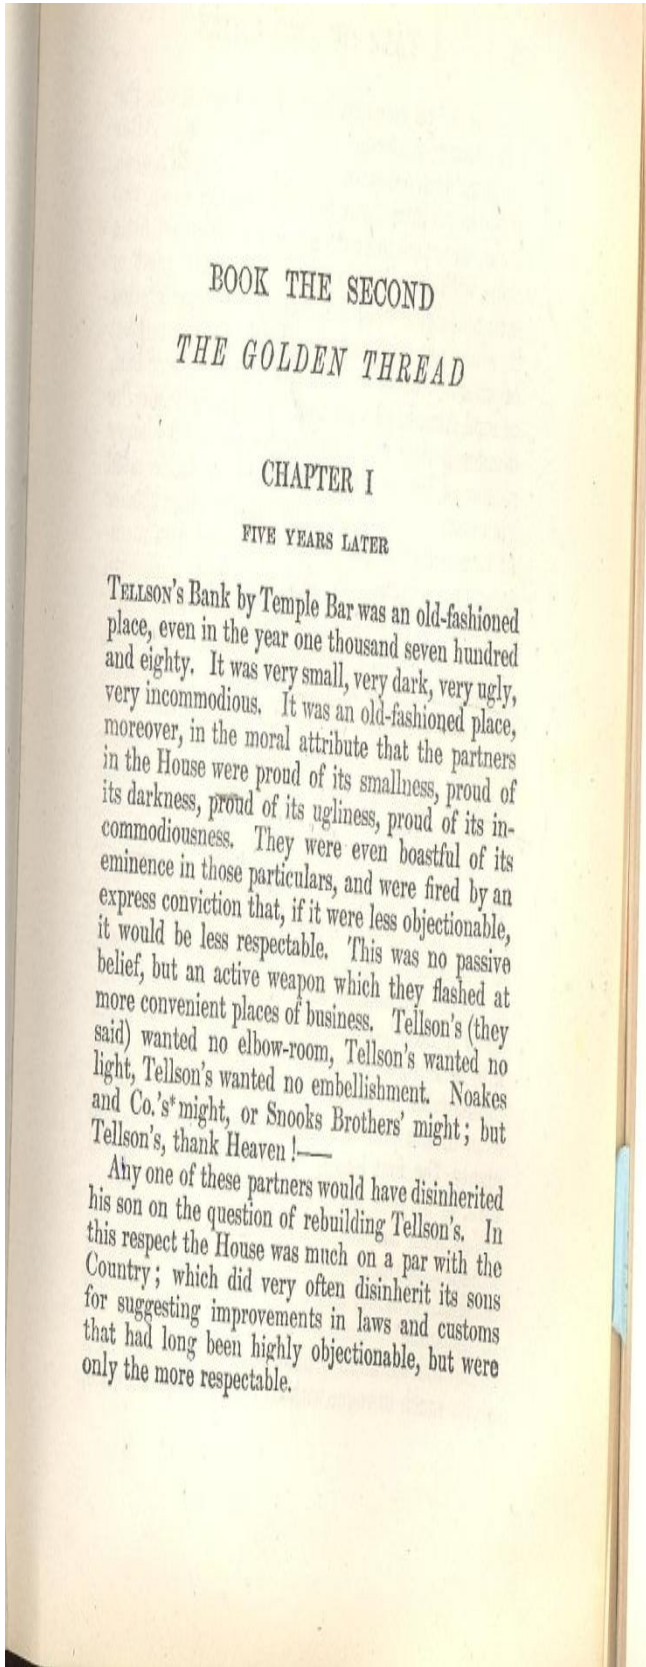 BOOK THE SECOND
THE GOLDEN THREAD
CHAPTER I
FIVE YEARS LATER
TELLSON'S Bank by Temple Bar was an old-fashioned
place, even in the year one thousand seven hundred
and eighty. It was very small, very dark, very ugly,
very incommodious. It was an old-fashioned place,
moreover, in the moral attribute that the partners
in the House were proud of its smallness, proud of
its darkness, proud of its ugliness, proud of its in-
commodiousness. They were even boastful of its
eminence in those particulars, and were fired by an
express conviction that, if it were less objectionable,
it would be less respectable. This was no passive
belief, but an active weapon which they flashed at
more convenient places of business. Tellson's (they
said) wanted no elbow-room, Tellson's wanted no
light, Tellson's wanted no embellishment. Noakes
and Co.'s* might, or Snooks Brothers' might; but
Tellson's, thank Heaven!—
Any one of these partners would have disinherited
his son on the question of rebuilding Tellson's. In
this respect the House was much on a par with the
Country; which did very often disinherit its sons
for suggesting improvements in laws and customs
that had long been highly objectionable, but were
only the more respectable.